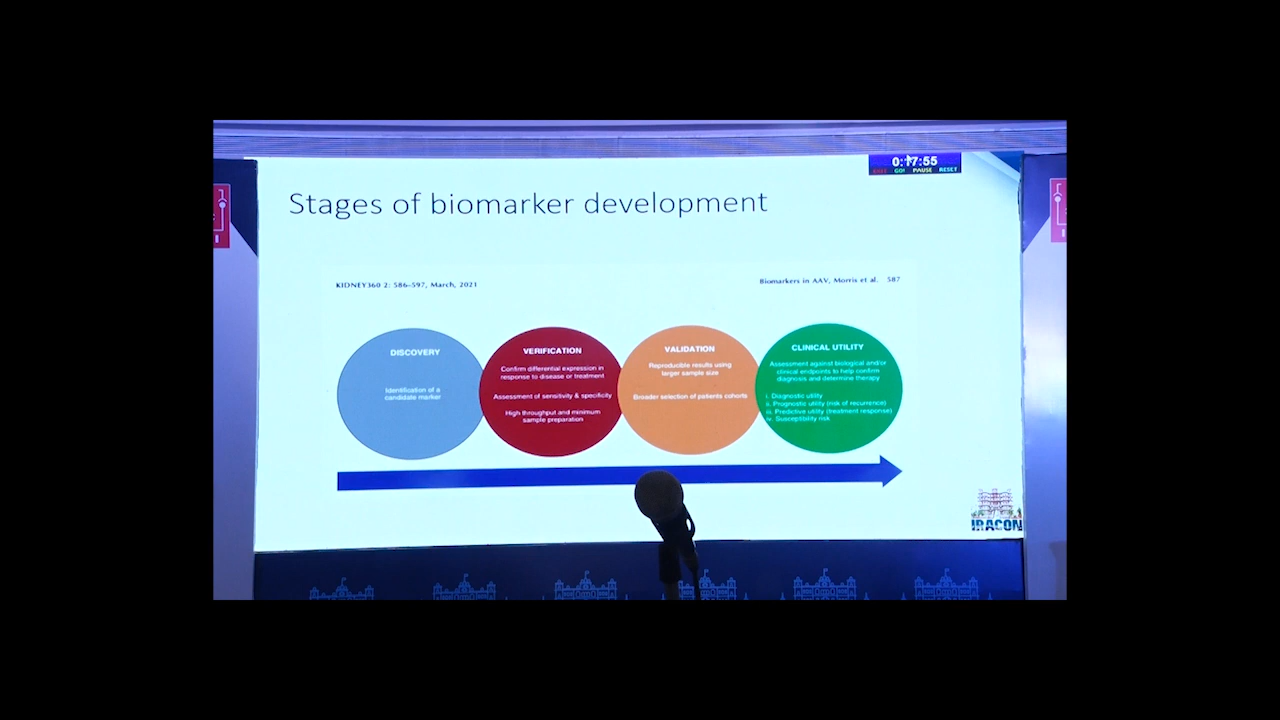 0:17:55
EXIT GO! PAUSE RESET
Stages of biomarker development
KIDNEY360 2: 586–597, March, 2021
Biomarkers in AAV, Morris et al. 587
DISCOVERY
Identification of a
candidate marker
VERIFICATION
Confirm differential expression in
response to disease or treatment
Assessment of sensitivity & specificity
High throughput and minimum
sample preparation
VALIDATION
Reproducible results using
larger sample size
Broader selection of patients cohorts
CLINICAL UTILITY
Assessment against biological and/or
clinical endpoints to help confirm
diagnosis and determine therapy
i. Diagnostic utility
ii. Prognostic utility (risk of recurrence)
iii. Predictive utility (treatment response)
iv. Susceptibility risk
IRACON